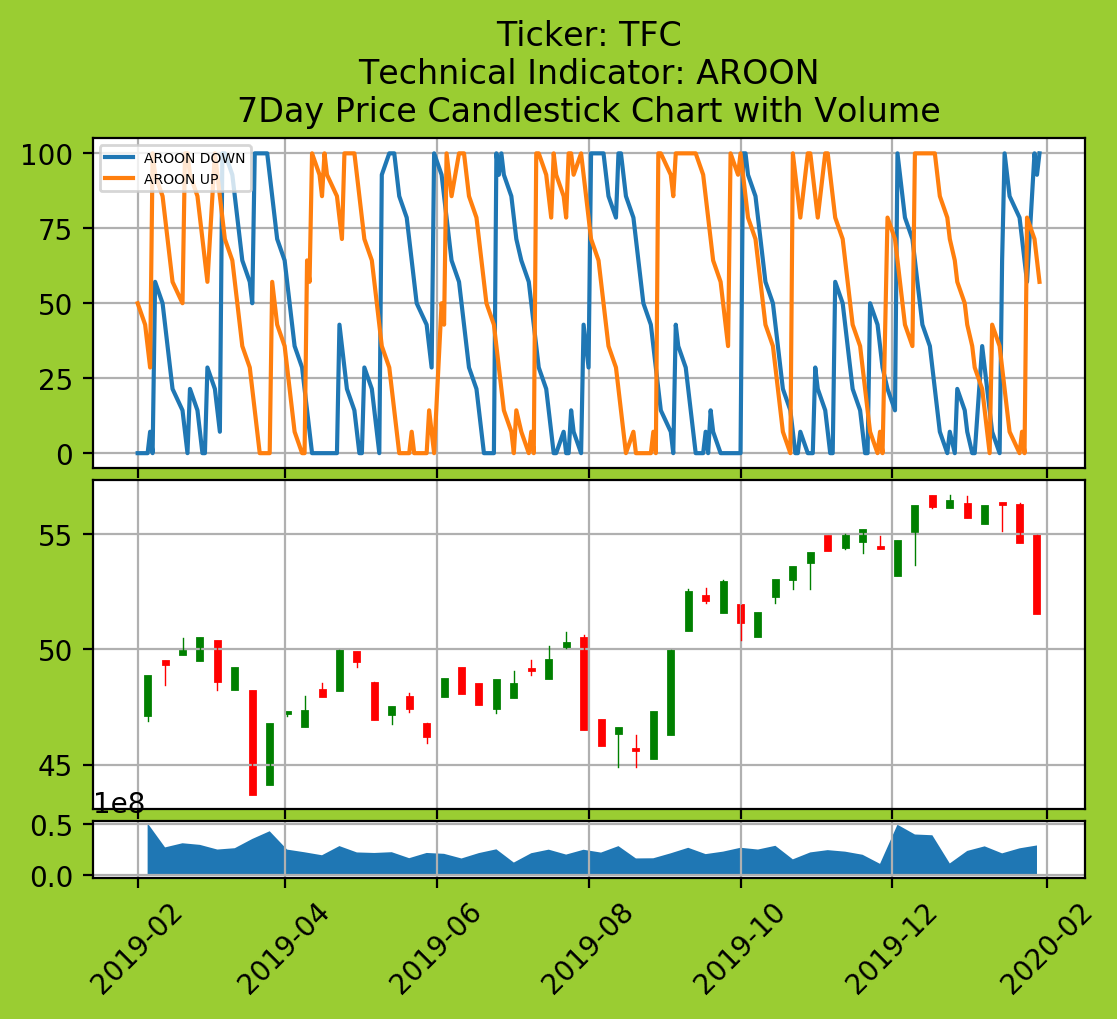 Ticker: TFC
Technical Indicator: AROON
7Day Price Candlestick Chart with Volume
100
75
50
25
0
AROON DOWN
AROON UP
55
50
45
1e8
0.5
0.0
2019-02
2019-04
2019-06
2019-08
2019-10
2019-12
2020-02